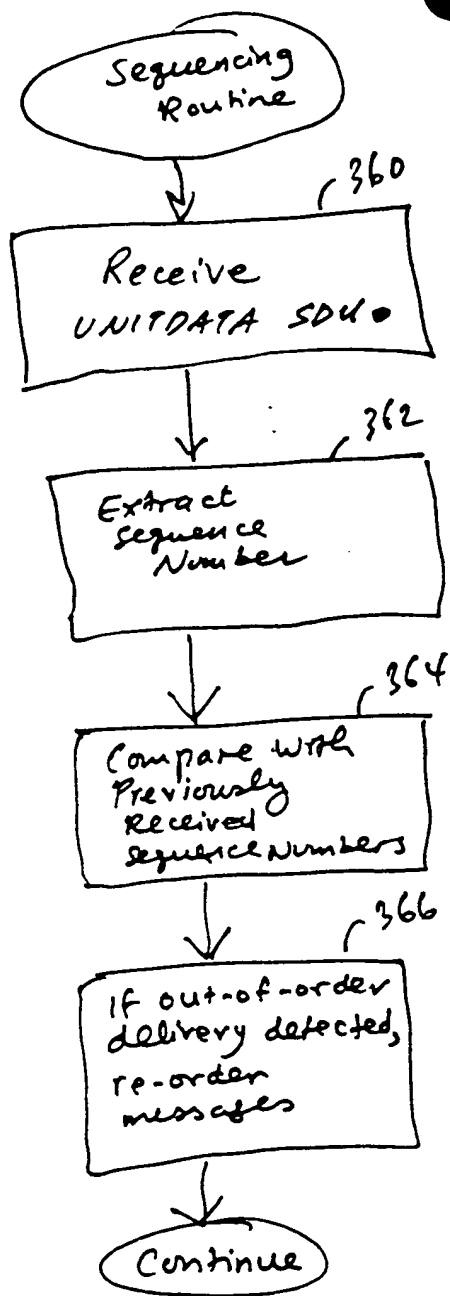 Sequencing
Routine
360
Receive
UNITDATA SDU.
362
Extract
sequence
Number
364
Compare with
Previously
Received
sequence Numbers
366
If out-of-order
delivery detected,
re-order
messages
Continue